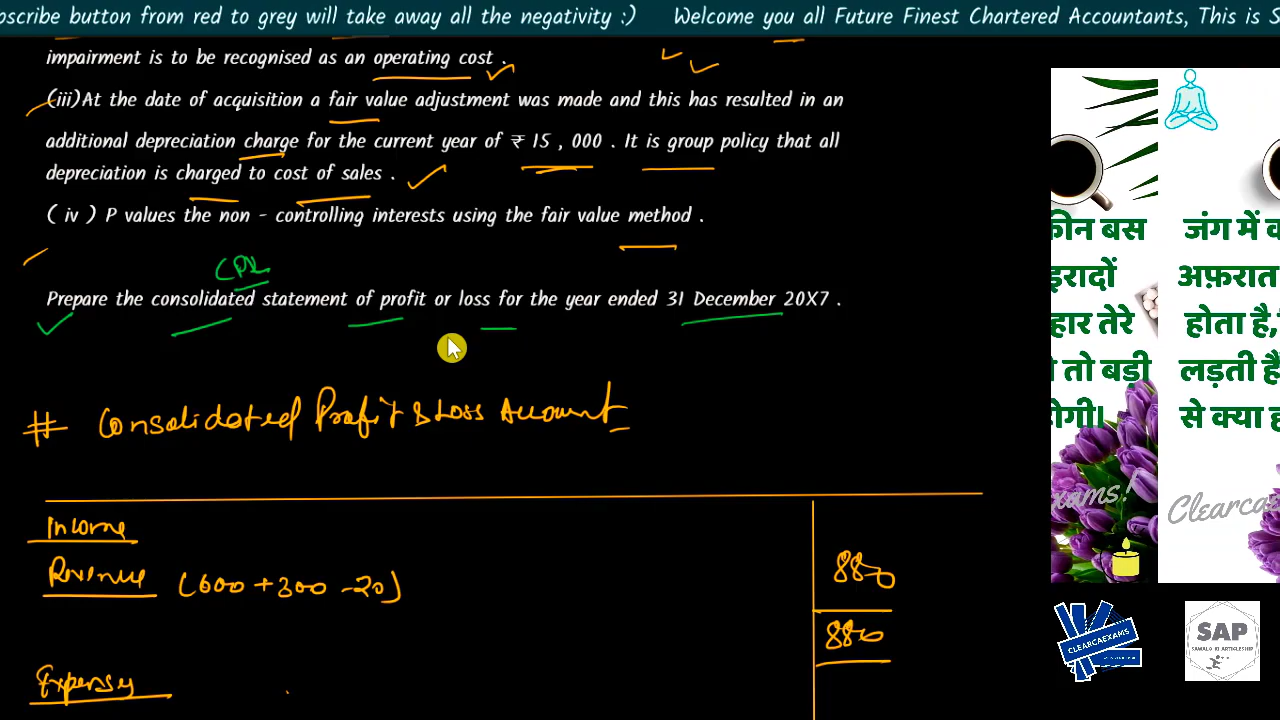 bscribe button from red to grey will take away all the negativity :) Welcome you all Future Finest Chartered Accountants, This is S
impairment is to be recognised as an operating cost .
(iii)At the date of acquisition a fair value adjustment was made and this has resulted in an
additional depreciation charge for the current year of ₹ 15 , 000 . It is group policy that all
depreciation is charged to cost of sales .
( iv ) P values the non - controlling interests using the fair value method .
CPL
Prepare the consolidated statement of profit or loss for the year ended 31 December 20X7 .
# Consolidated Profit & Loss Account
Income
Revenue (600 + 300 - 20) 880
880
Expenses
कीन बस
इरादों
हार तेरे
तो बड़ी
होगी।
xams!
जंग में क
अफ़रात
होता है,
लड़ती है
से क्या ह
Clearcae
CLEARCAEXAMS
SAP
SAWALO KI ARTICLESHIP